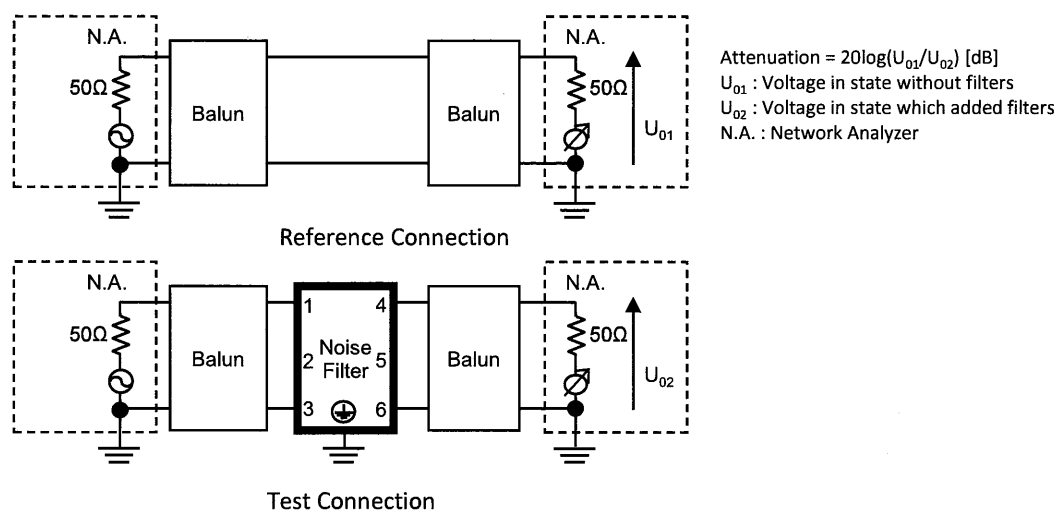 N.A.
N.A.
50Ω
50Ω
Balun
Balun
U01
Attenuation = 20log(U01/U02) [dB]
U01 : Voltage in state without filters
U02 : Voltage in state which added filters
N.A. : Network Analyzer
Reference Connection
N.A.
N.A.
1 4
50Ω
50Ω
Balun
2 Noise 5
Filter
Balun
U02
3 6
Test Connection